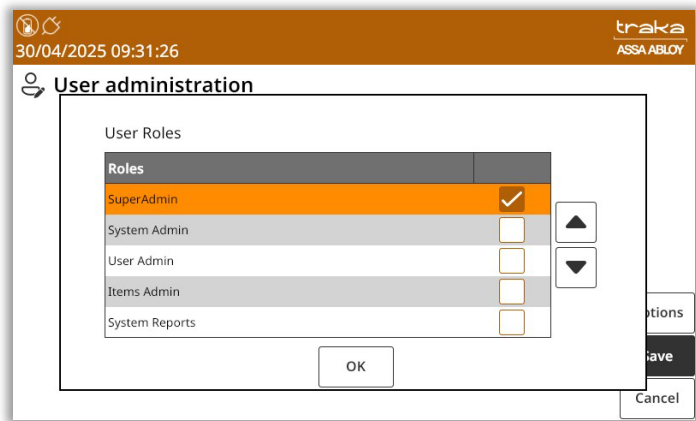 traka
30/04/2025 09:31:26
ASSA ABLOY
User administration
User Roles
Roles
SuperAdmin
System Admin
User Admin
Items Admin
System Reports
OK
ptions
Save
Cancel